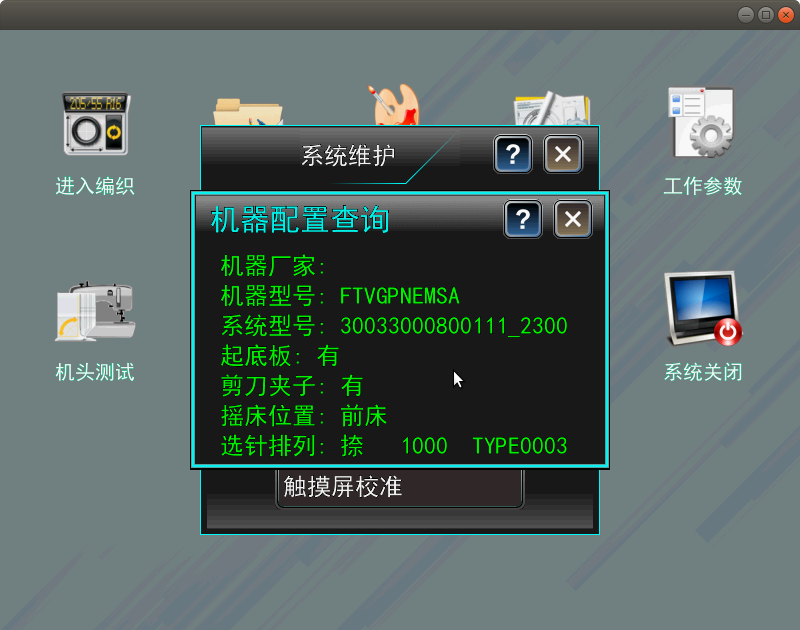 205/55 R16
系统维护
?
进入编织
工作参数
机器配置查询
?
机器厂家:
机器型号: FTVGPNEMSA
系统型号: 30033000800111_2300
起底板: 有
剪刀夹子: 有
摇床位置: 前床
选针排列: 捺 1000 TYPE0003
机头测试
系统关闭
触摸屏校准